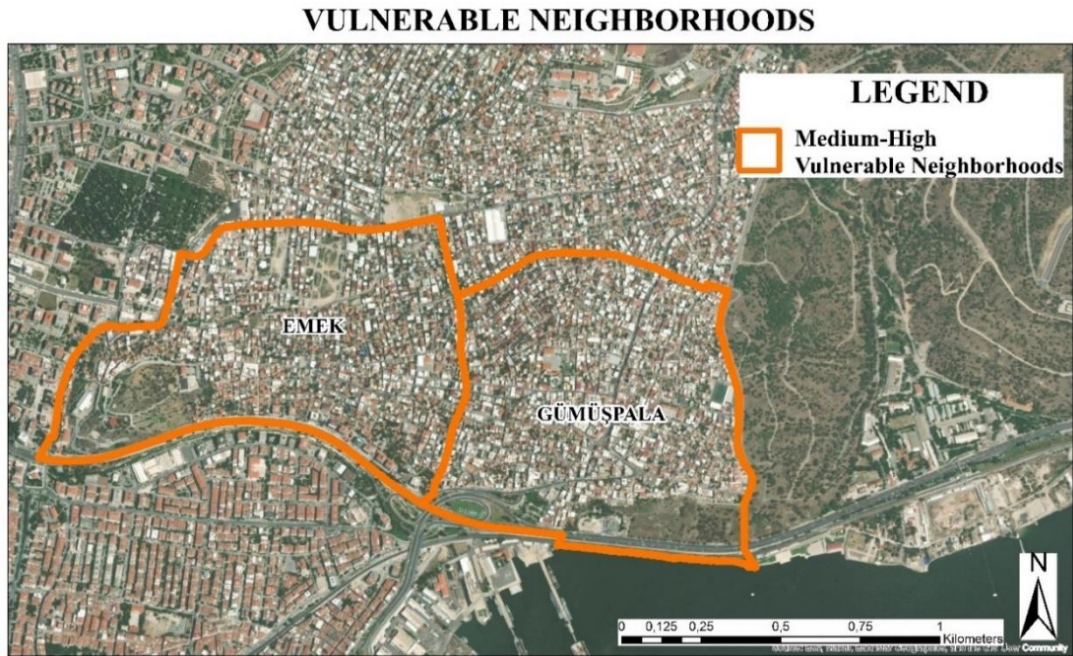 VULNERABLE NEIGHBORHOODS
LEGEND
Medium-High
Vulnerable Neighborhoods
EMEK
GÜMÜŞPALA
N
0 0,125 0,25 0,5 0,75 1
Kilometers
Community